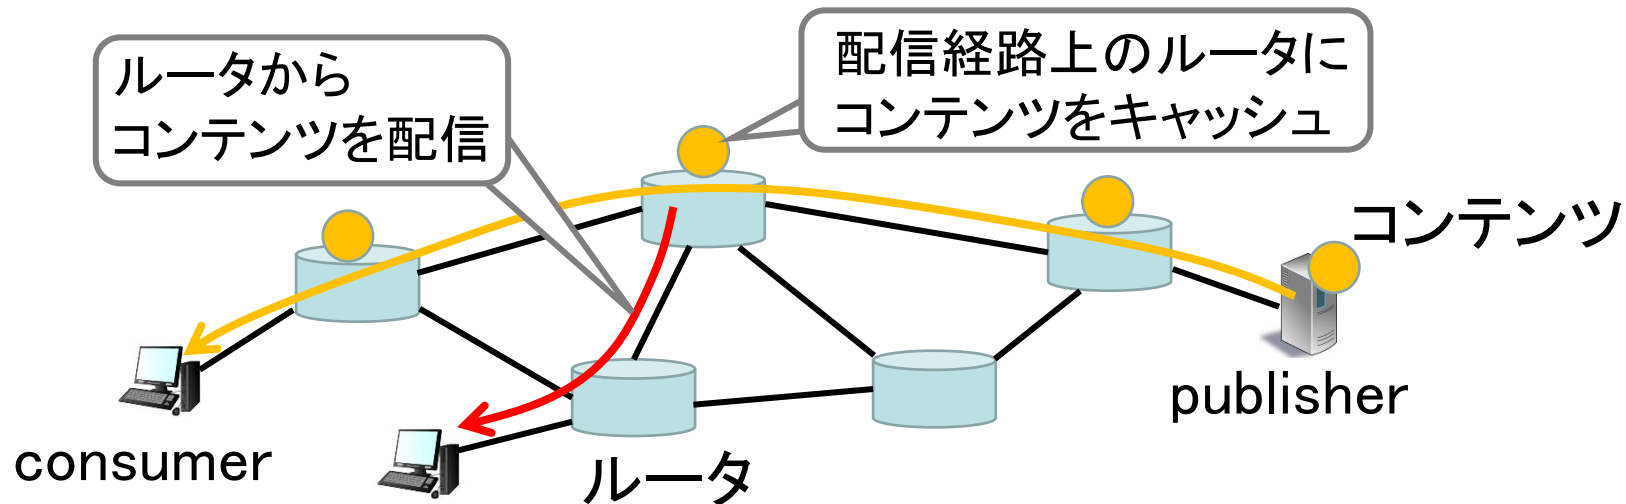 ルータから
コンテンツを配信
配信経路上のルータに
コンテンツをキャッシュ
コンテンツ
publisher
consumer
ルータ